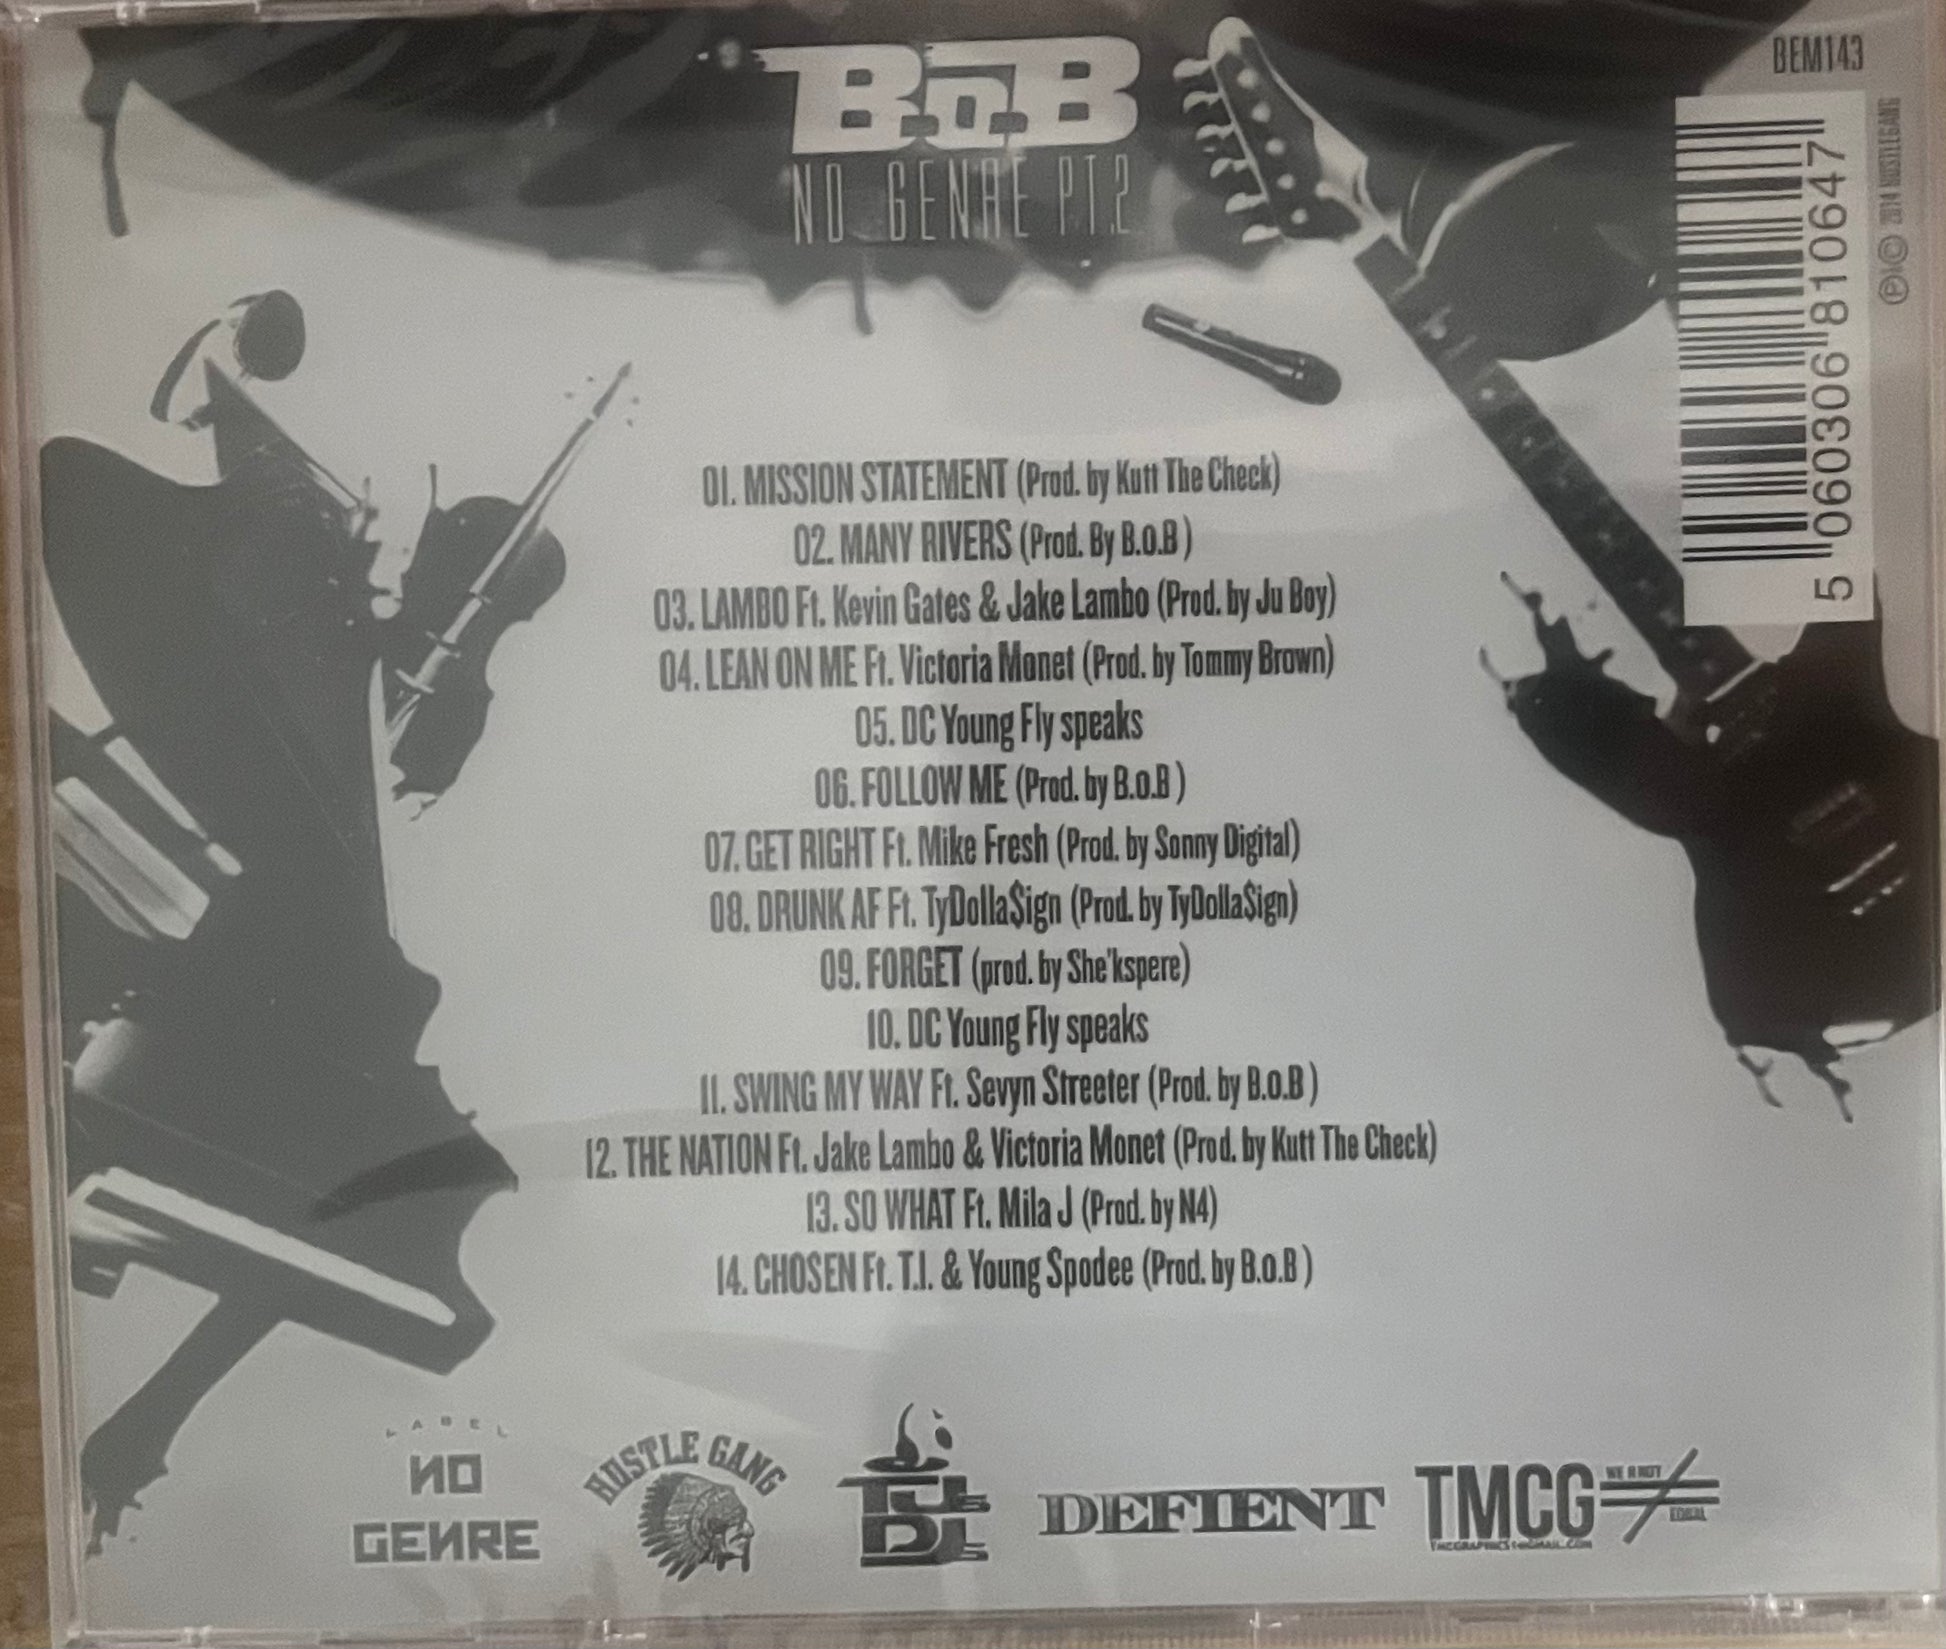 B.o.B
NO GENRE PT.2
BEM143
5 060306 810647
℗© 2014 HUSTLEGANG
01. MISSION STATEMENT (Prod. by Kutt The Check)
02. MANY RIVERS (Prod. By B.o.B )
03. LAMBO Ft. Kevin Gates & Jake Lambo (Prod. by Ju Boy)
04. LEAN ON ME Ft. Victoria Monet (Prod. by Tommy Brown)
05. DC Young Fly speaks
06. FOLLOW ME (Prod. by B.o.B )
07. GET RIGHT Ft. Mike Fresh (Prod. by Sonny Digital)
08. DRUNK AF Ft. TyDolla$ign (Prod. by TyDolla$ign)
09. FORGET (prod. by She'kspere)
10. DC Young Fly speaks
11. SWING MY WAY Ft. Sevyn Streeter (Prod. by B.o.B )
12. THE NATION Ft. Jake Lambo & Victoria Monet (Prod. by Kutt The Check)
13. SO WHAT Ft. Mila J (Prod. by N4)
14. CHOSEN Ft. T.I. & Young Spodee (Prod. by B.o.B )
LABEL
NO
GENRE
HUSTLE GANG
TJ's
DJ's
DEFIENT
TMCG
WE R NOT
EQUAL